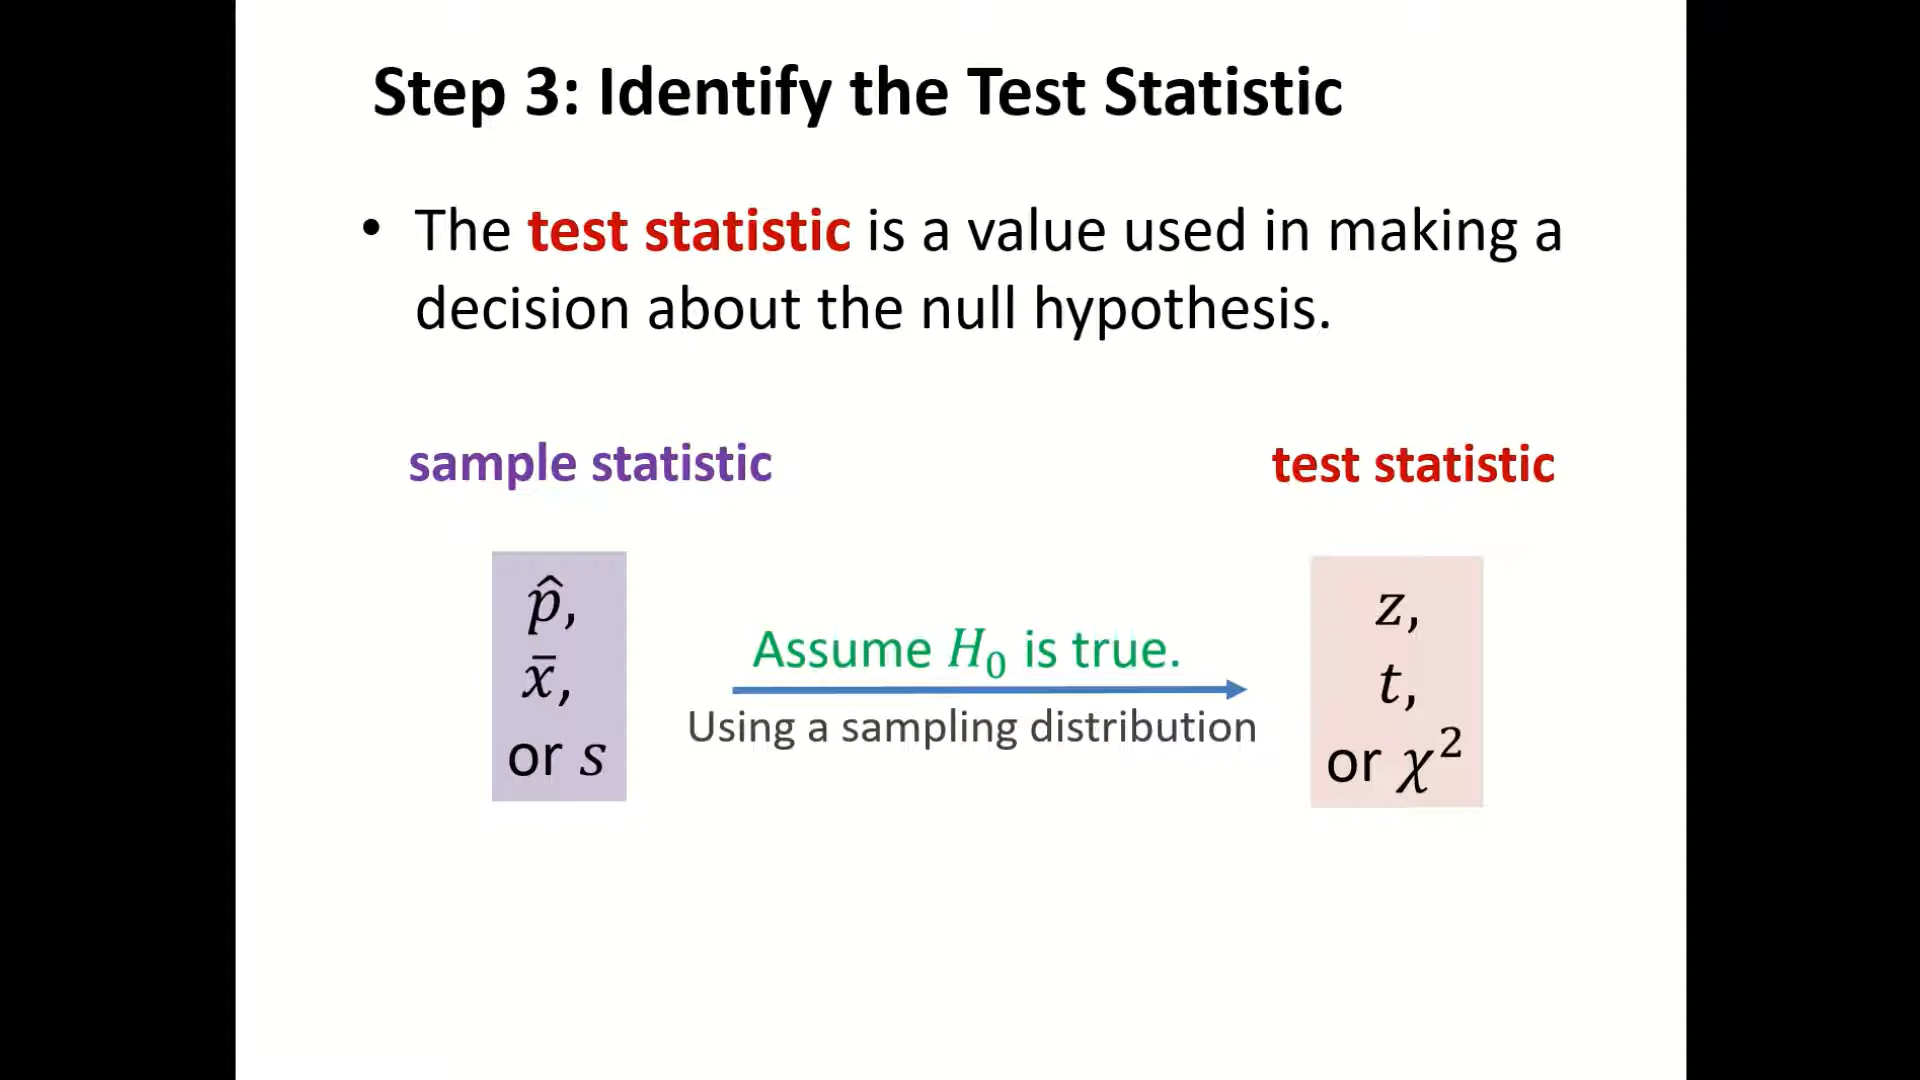 Step 3: Identify the Test Statistic
• The test statistic is a value used in making a
decision about the null hypothesis.
sample statistic
test statistic
p̂,
x̄,
or s
Assume H₀ is true.
Using a sampling distribution
z,
t,
or χ²